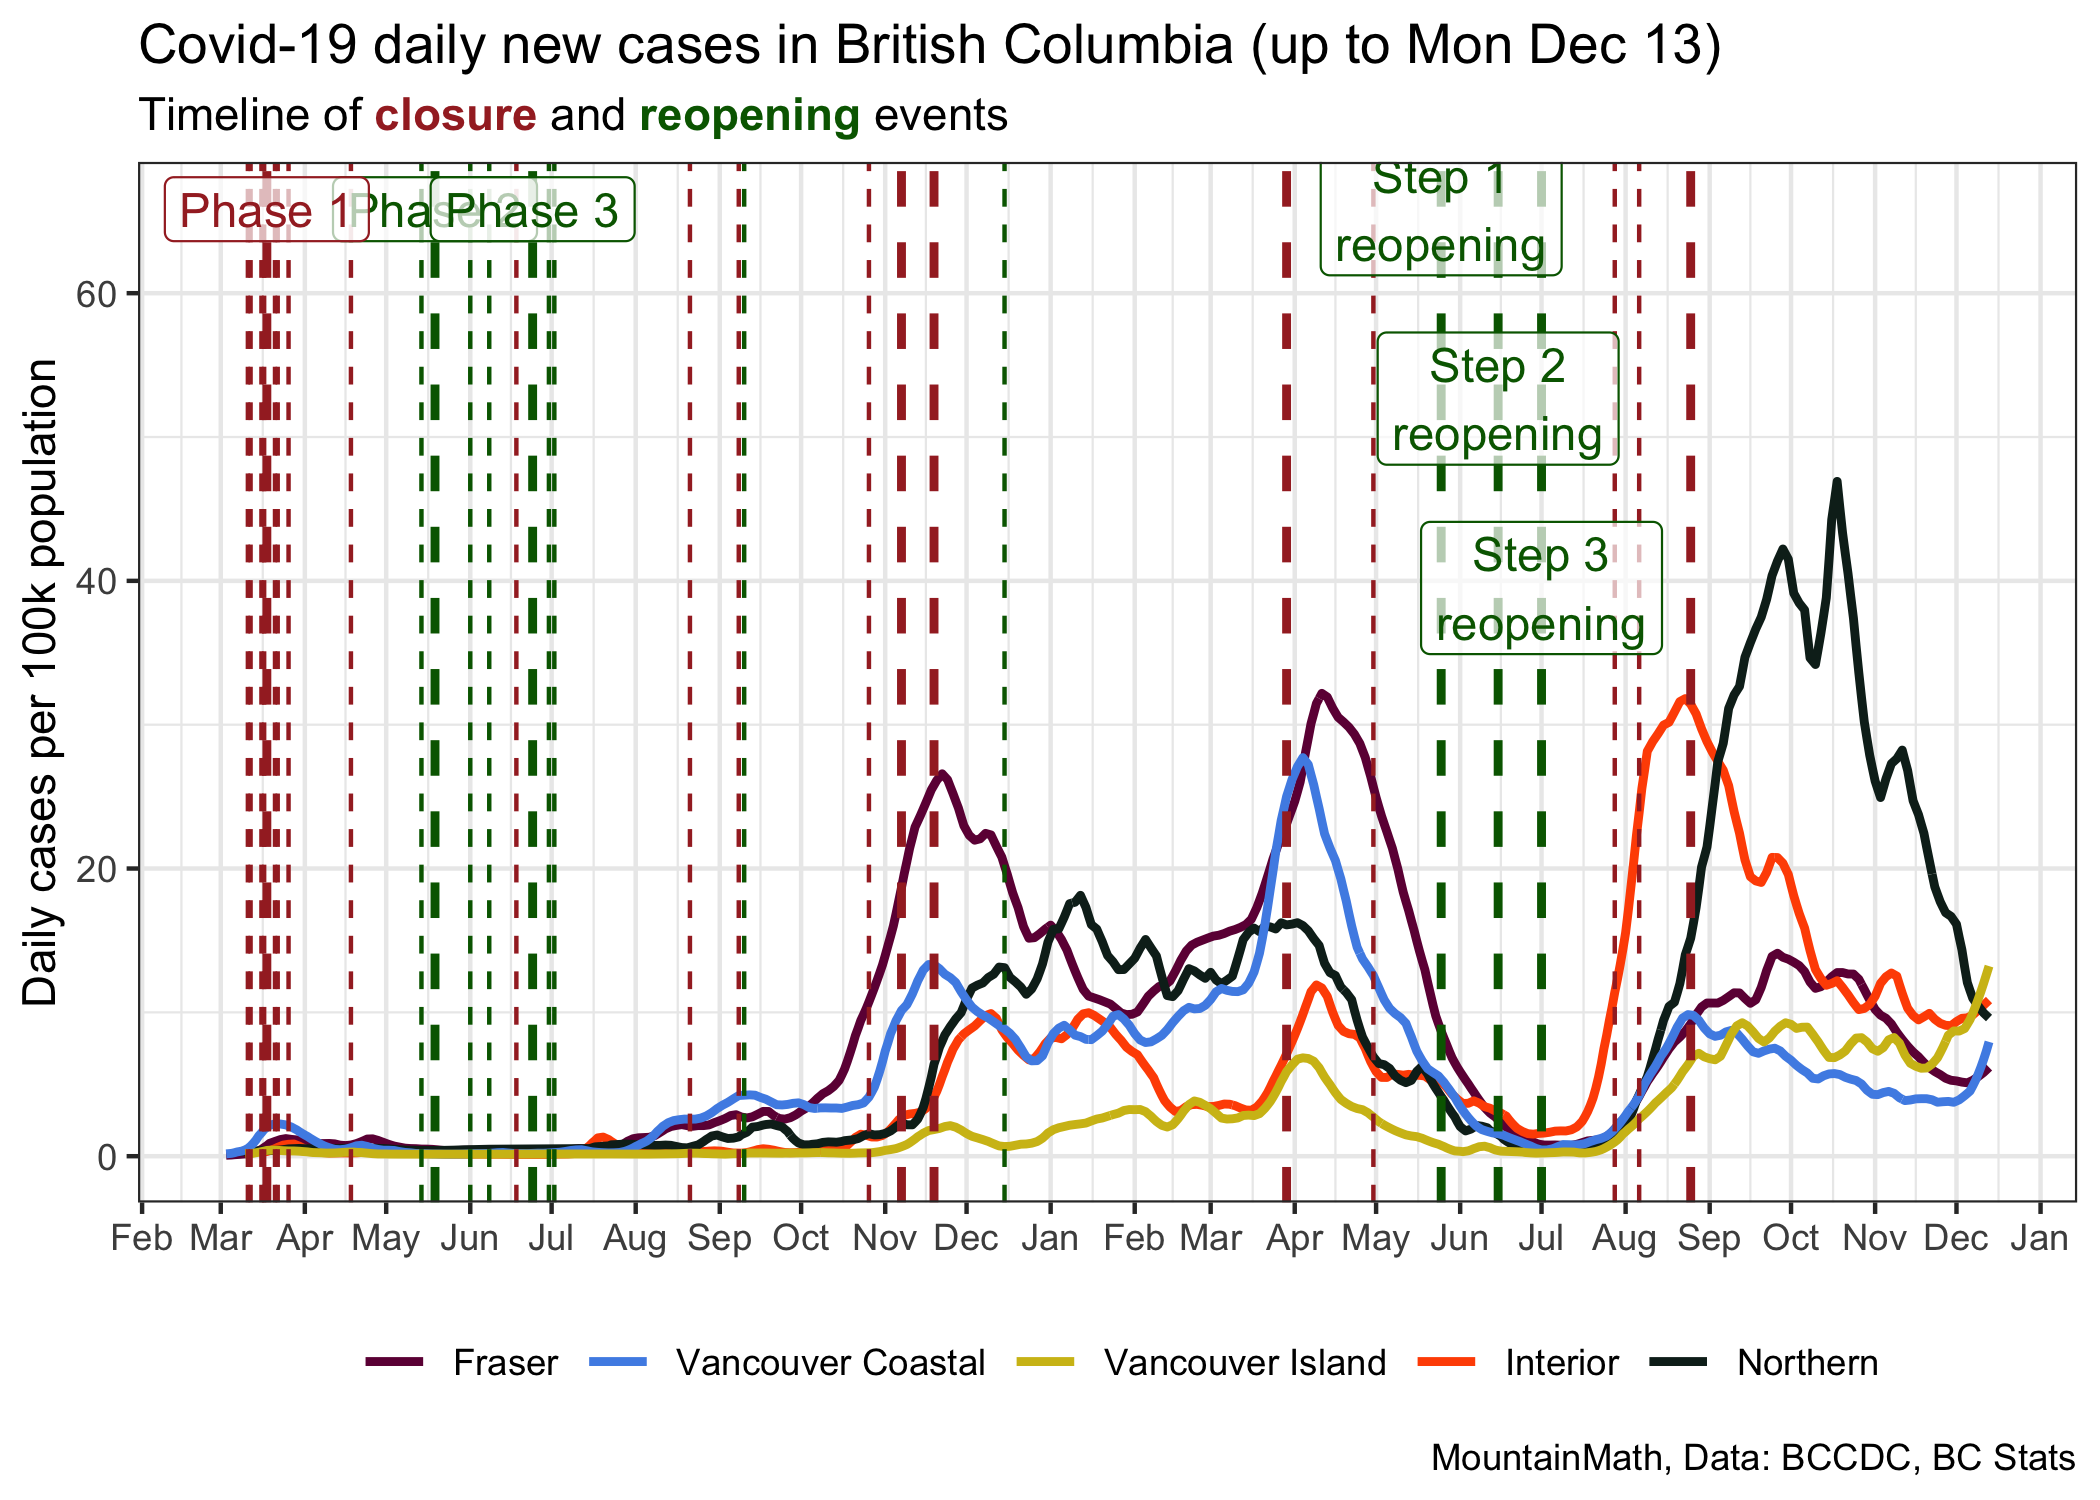 Covid-19 daily new cases in British Columbia (up to Mon Dec 13)
Timeline of closure and reopening events
Phase 1
Phase 2
Phase 3
Step 1
reopening
Step 2
reopening
Step 3
reopening
Daily cases per 100k population
60
40
20
0
Feb Mar Apr May Jun Jul Aug Sep Oct Nov Dec Jan Feb Mar Apr May Jun Jul Aug Sep Oct Nov Dec Jan
Fraser Vancouver Coastal Vancouver Island Interior Northern
MountainMath, Data: BCCDC, BC Stats